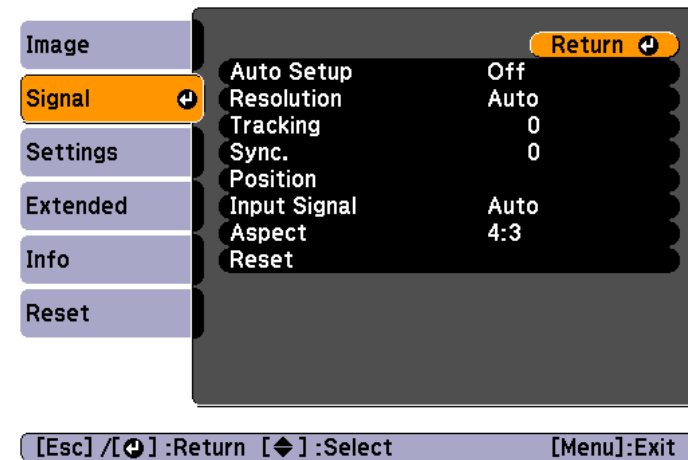 Image
Signal
Settings
Extended
Info
Reset
Return
Auto Setup Off
Resolution Auto
Tracking 0
Sync. 0
Position
Input Signal Auto
Aspect 4:3
Reset
[Esc] /[⏎] :Return [◆] :Select [Menu]:Exit